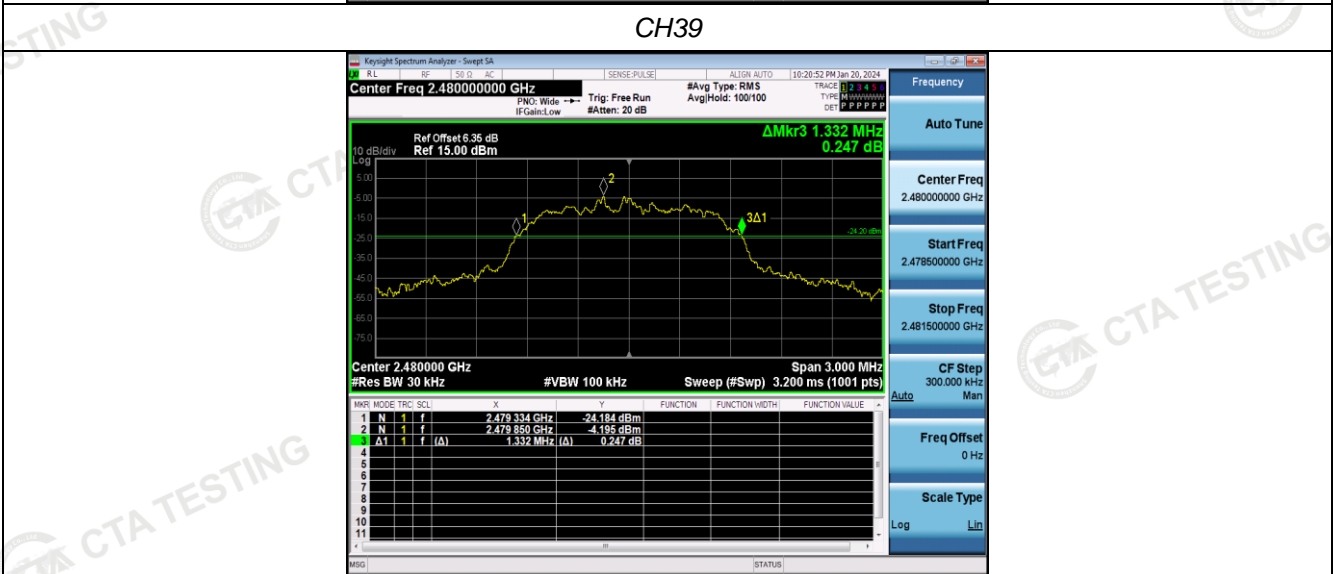 CH39
Keysight Spectrum Analyzer - Swept SA
RL RF 50 Ω AC SENSE:PULSE ALIGN AUTO 10:20:52 PM Jan 20, 2024
Center Freq 2.480000000 GHz
#Avg Type: RMS
TRACE 1 2 3 4 5 6
PNO: Wide Trig: Free Run Avg|Hold: 100/100
TYPE M WWWWW
IFGain:Low #Atten: 20 dB
DET P P P P P P
Frequency
Auto Tune
ΔMkr3 1.332 MHz
0.247 dB
Ref Offset 6.35 dB
10 dB/div Ref 15.00 dBm
Log
5.00
-5.00
-15.0
-25.0
-35.0
-45.0
-55.0
-65.0
-75.0
1
2
3Δ1
-24.20 dBm
Center 2.480000 GHz Span 3.000 MHz
#Res BW 30 kHz #VBW 100 kHz Sweep (#Swp) 3.200 ms (1001 pts)
MKR MODE TRC SCL X Y FUNCTION FUNCTION WIDTH FUNCTION VALUE
1 N 1 f 2.479 334 GHz -24.184 dBm
2 N 1 f 2.479 850 GHz -4.195 dBm
3 Δ1 1 f (Δ) 1.332 MHz (Δ) 0.247 dB
4
5
6
7
8
9
10
11
Center Freq
2.480000000 GHz
Start Freq
2.478500000 GHz
Stop Freq
2.481500000 GHz
CF Step
300.000 kHz
Auto Man
Freq Offset
0 Hz
Scale Type
Log Lin
MSG STATUS
STING
CTA
CTA TESTING
CTA TESTING